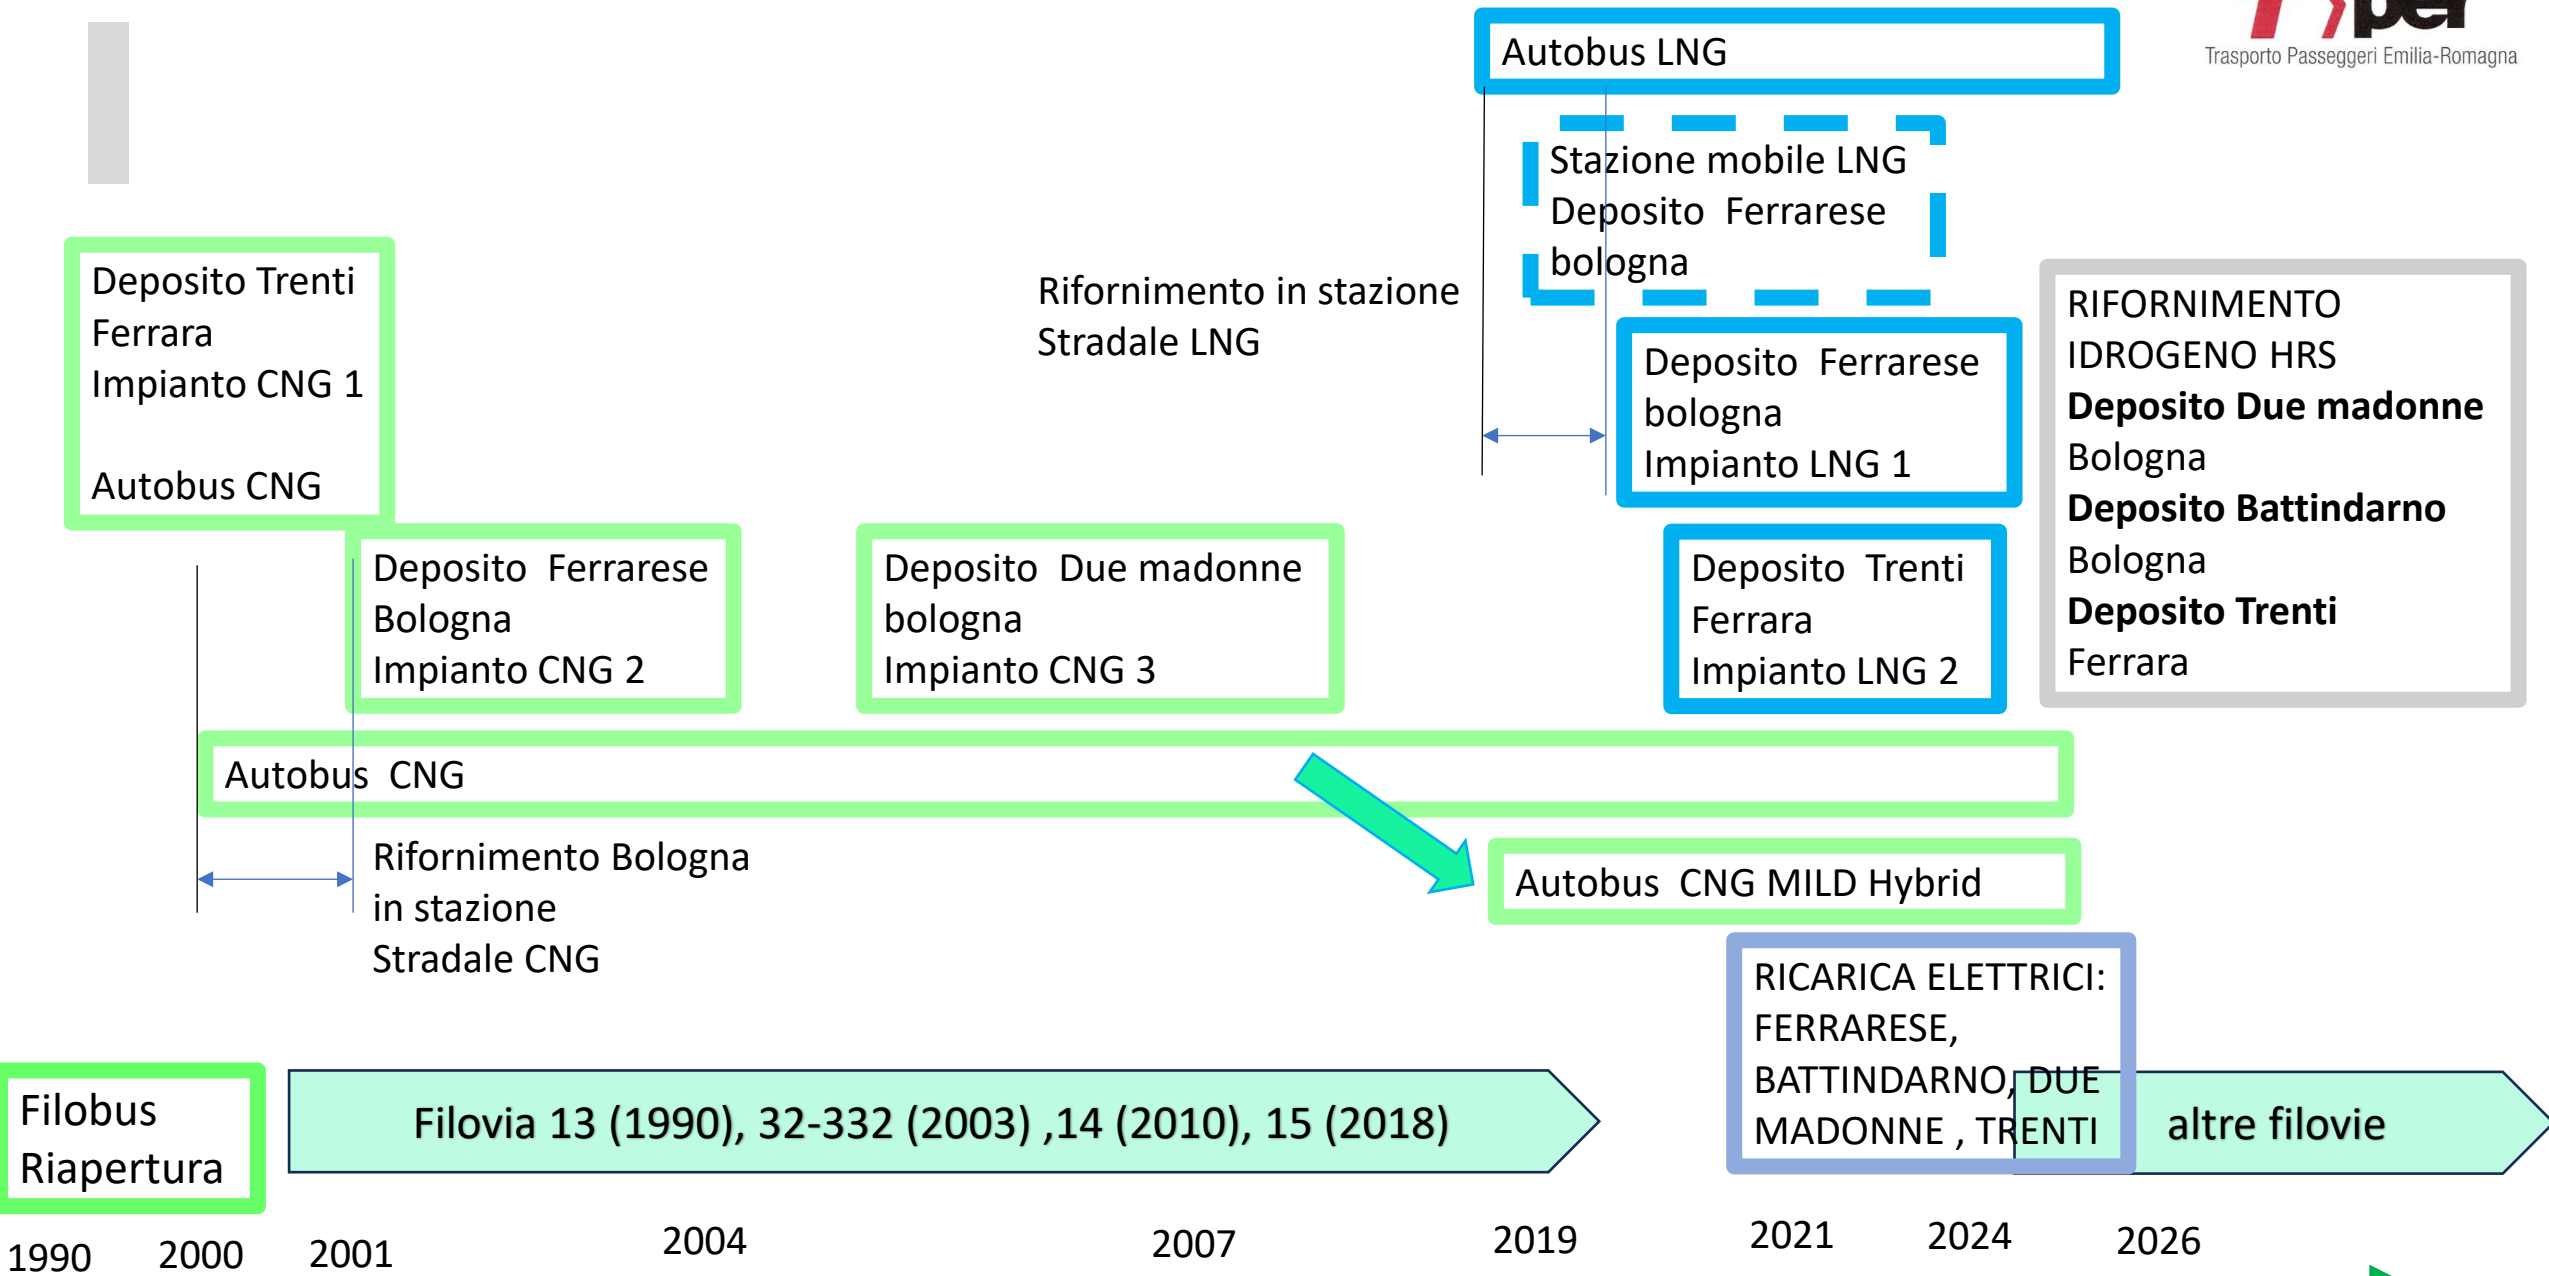 per
Trasporto Passeggeri Emilia-Romagna
Autobus LNG
Stazione mobile LNG
Deposito Ferrarese
bologna
Deposito Trenti
Ferrara
Impianto CNG 1
Autobus CNG
Rifornimento in stazione
Stradale LNG
Deposito Ferrarese
bologna
Impianto LNG 1
RIFORNIMENTO
IDROGENO HRS
Deposito Due madonne
Bologna
Deposito Battindarno
Bologna
Deposito Trenti
Ferrara
Deposito Ferrarese
Bologna
Impianto CNG 2
Deposito Due madonne
bologna
Impianto CNG 3
Deposito Trenti
Ferrara
Impianto LNG 2
Autobus CNG
Rifornimento Bologna
in stazione
Stradale CNG
Autobus CNG MILD Hybrid
RICARICA ELETTRICI:
FERRARESE,
BATTINDARNO, DUE
MADONNE , TRENTI
Filobus
Riapertura
Filovia 13 (1990), 32-332 (2003) ,14 (2010), 15 (2018)
altre filovie
1990
2000
2001
2004
2007
2019
2021
2024
2026